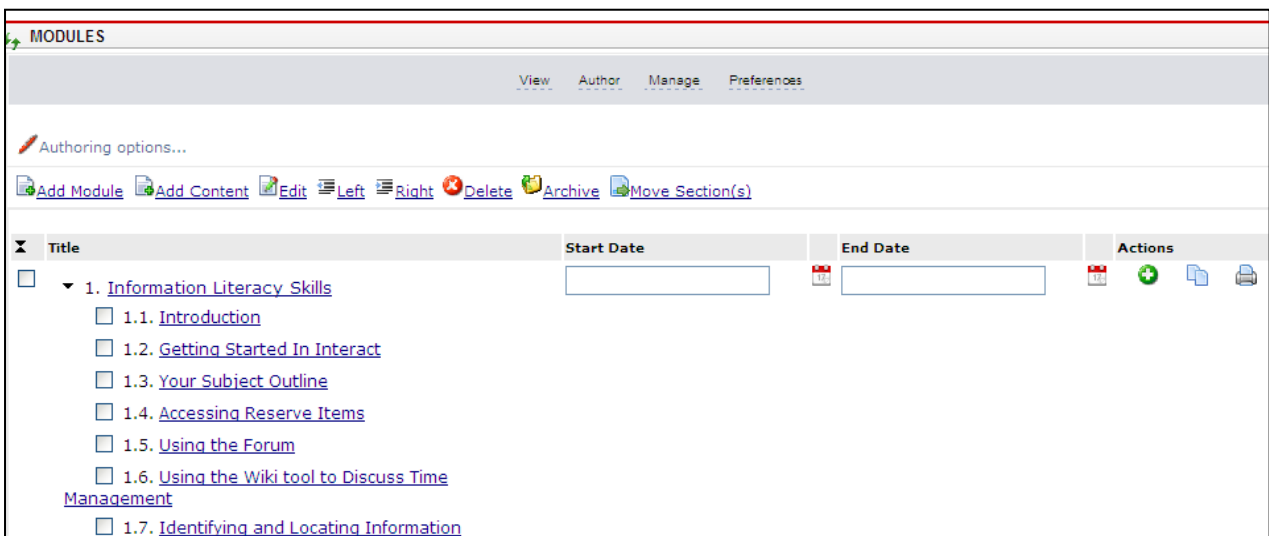 MODULES
View Author Manage Preferences
Authoring options...
Add Module Add Content Edit Left Right Delete Archive Move Section(s)
Title Start Date End Date Actions
1. Information Literacy Skills
1.1. Introduction
1.2. Getting Started In Interact
1.3. Your Subject Outline
1.4. Accessing Reserve Items
1.5. Using the Forum
1.6. Using the Wiki tool to Discuss Time
Management
1.7. Identifying and Locating Information